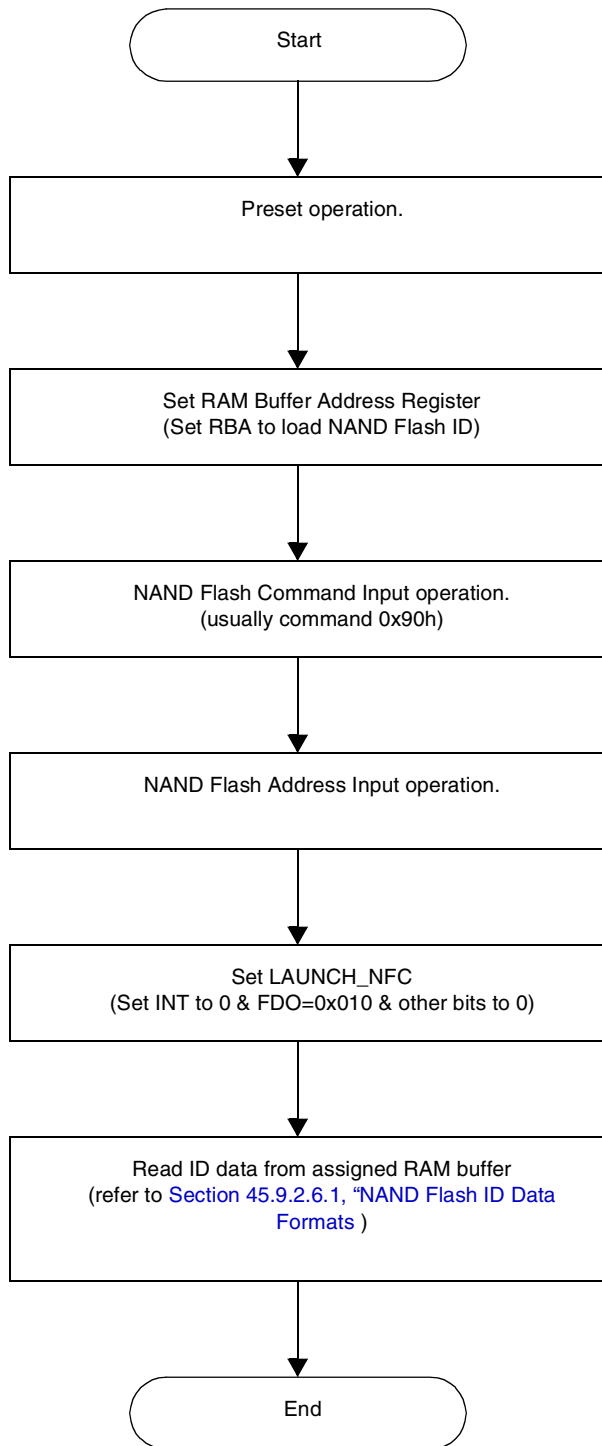 Start
Preset operation.
Set RAM Buffer Address Register
(Set RBA to load NAND Flash ID)
NAND Flash Command Input operation.
(usually command 0x90h)
NAND Flash Address Input operation.
Set LAUNCH_NFC
(Set INT to 0 & FDO=0x010 & other bits to 0)
Read ID data from assigned RAM buffer
(refer to Section 45.9.2.6.1, “NAND Flash ID Data
Formats )
End